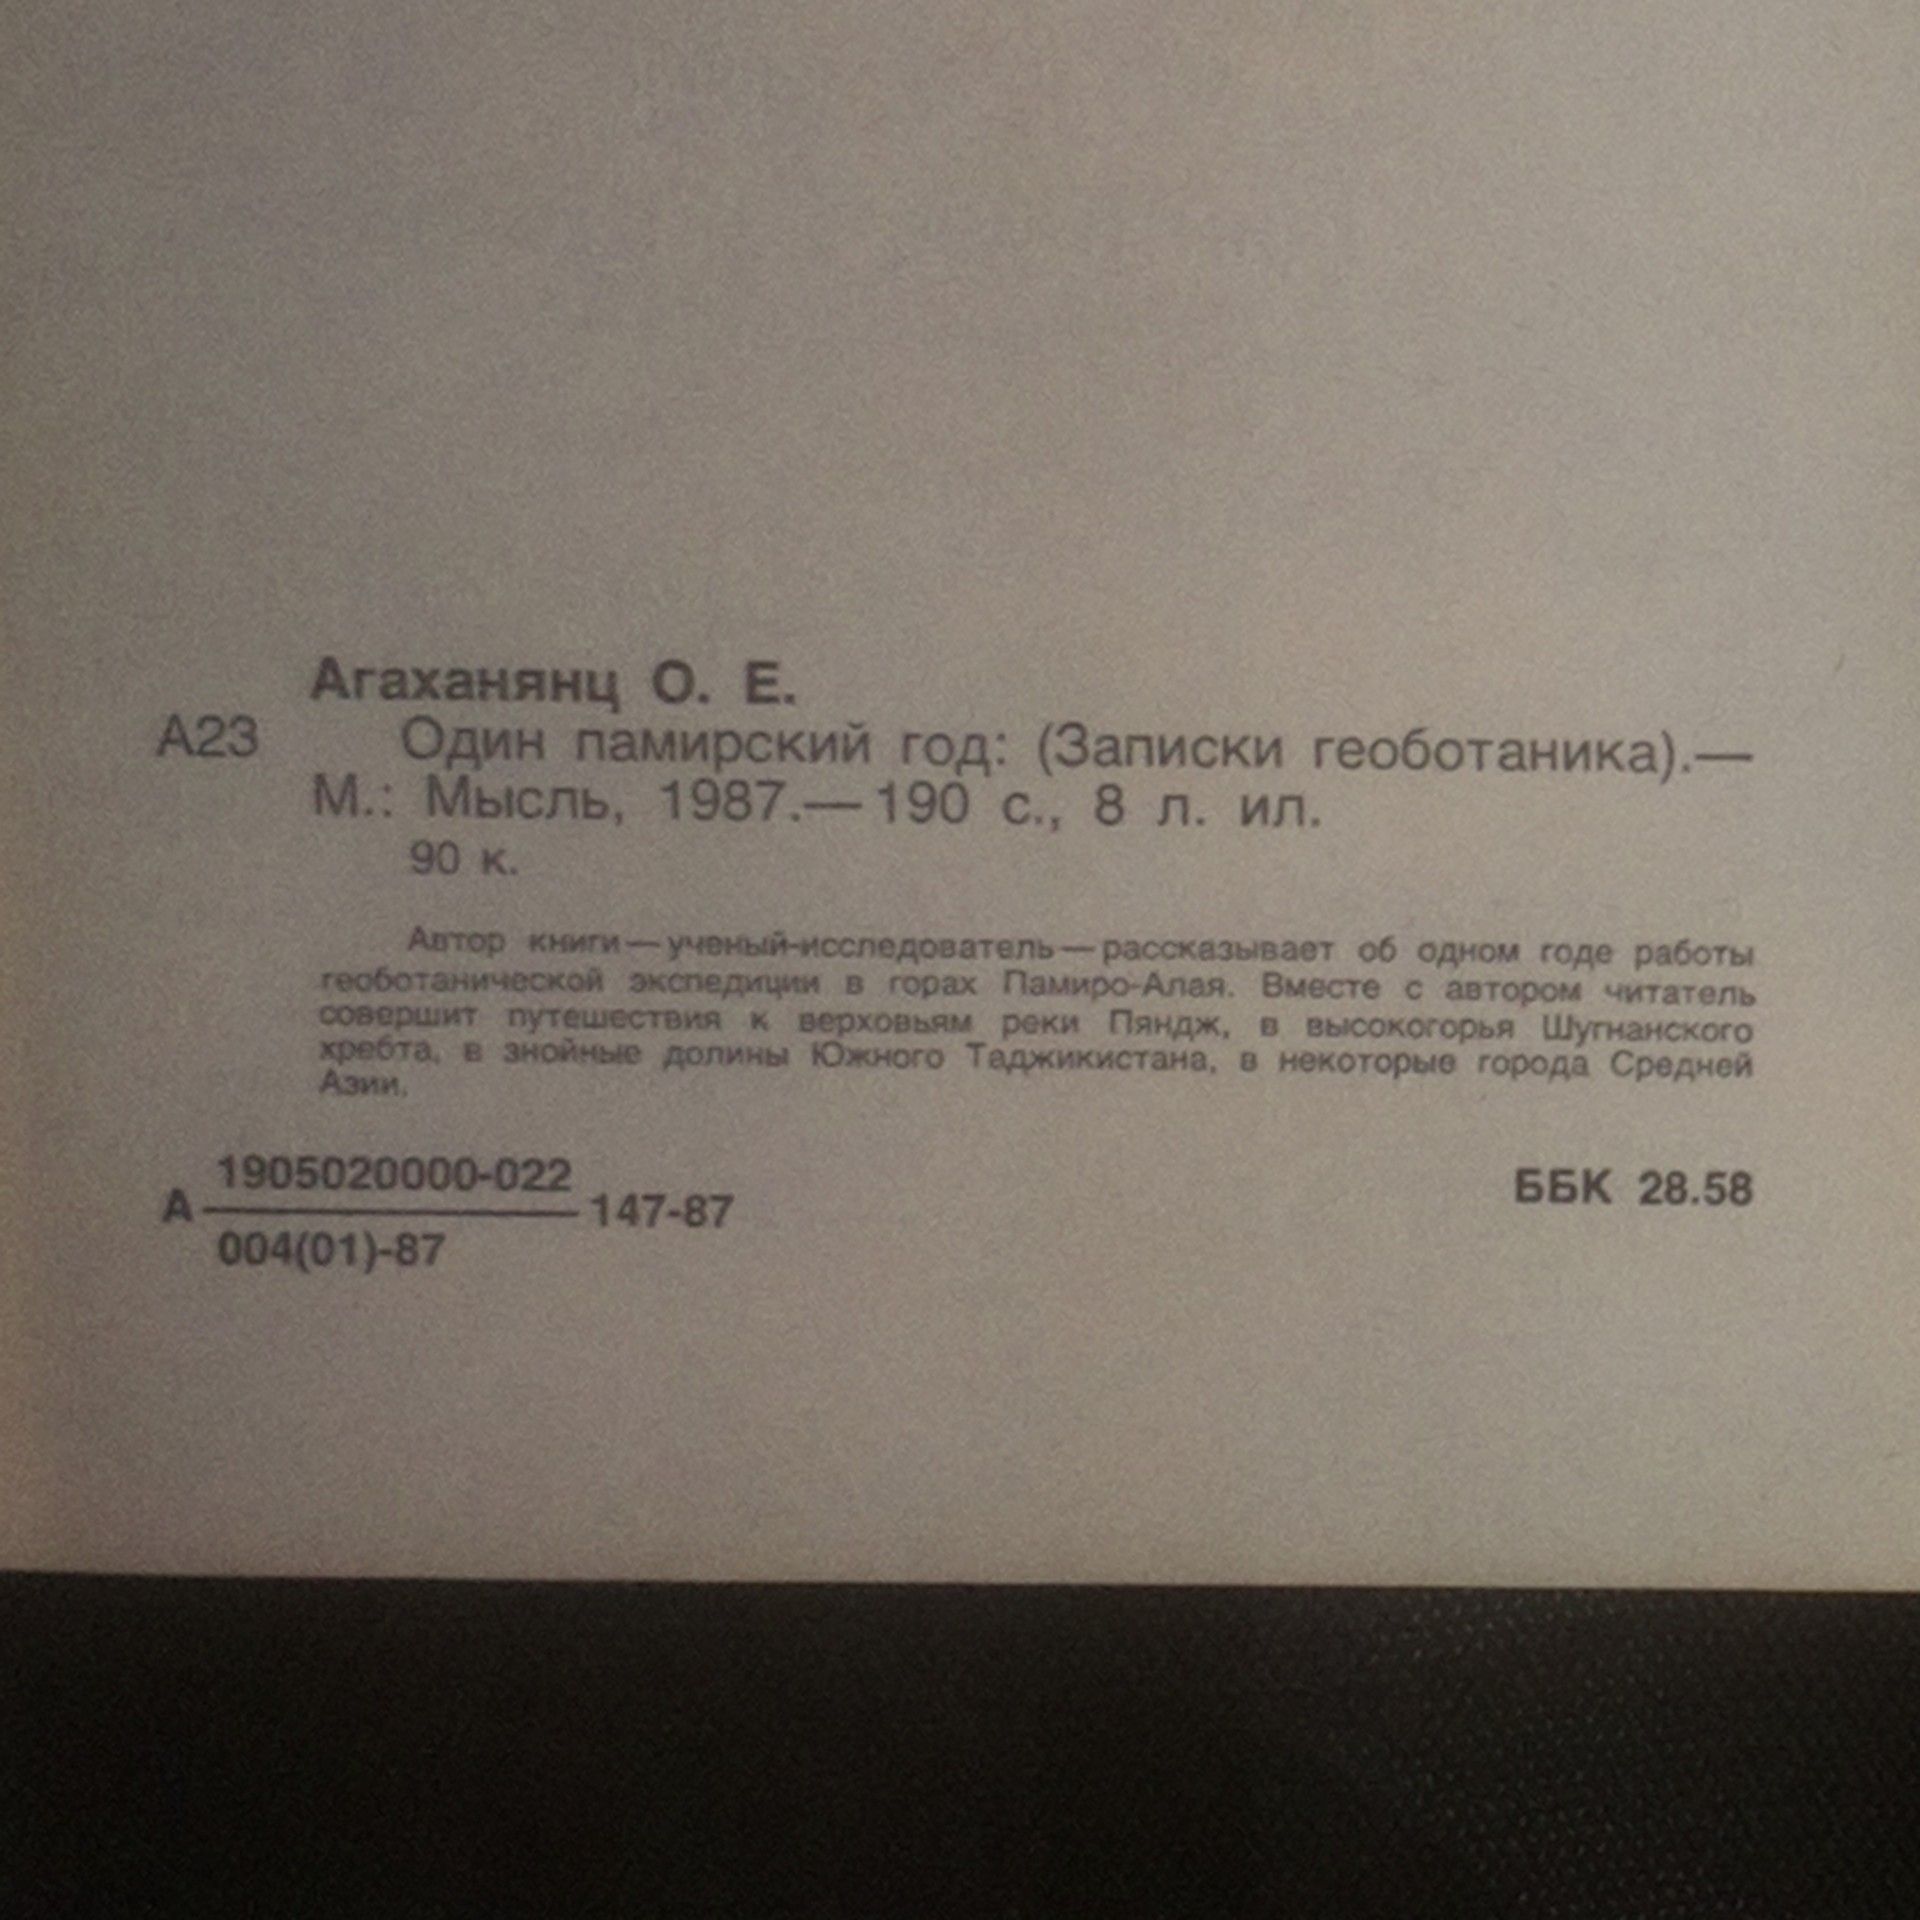 Агаханянц О. Е.
А23 Один памирский год: (Записки геоботаника).—
М.: Мысль, 1987.— 190 с., 8 л. ил.
90 к.
Автор книги — ученый-исследователь — рассказывает об одном годе работы
геоботанической экспедиции в горах Памиро-Алая. Вместе с автором читатель
совершит путешествия к верховьям реки Пяндж, в высокогорья Шугнанского
хребта, в знойные долины Южного Таджикистана, в некоторые города Средней
Азии.
1905020000-022
А 147-87
004(01)-87
ББК 28.58